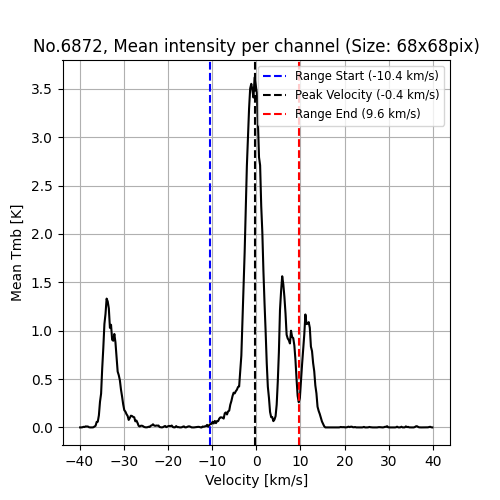 No.6872, Mean intensity per channel (Size: 68x68pix)
Range Start (-10.4 km/s)
Peak Velocity (-0.4 km/s)
Range End (9.6 km/s)
Mean Tmb [K]
3.5
3.0
2.5
2.0
1.5
1.0
0.5
0.0
−40 −30 −20 −10 0 10 20 30 40
Velocity [km/s]